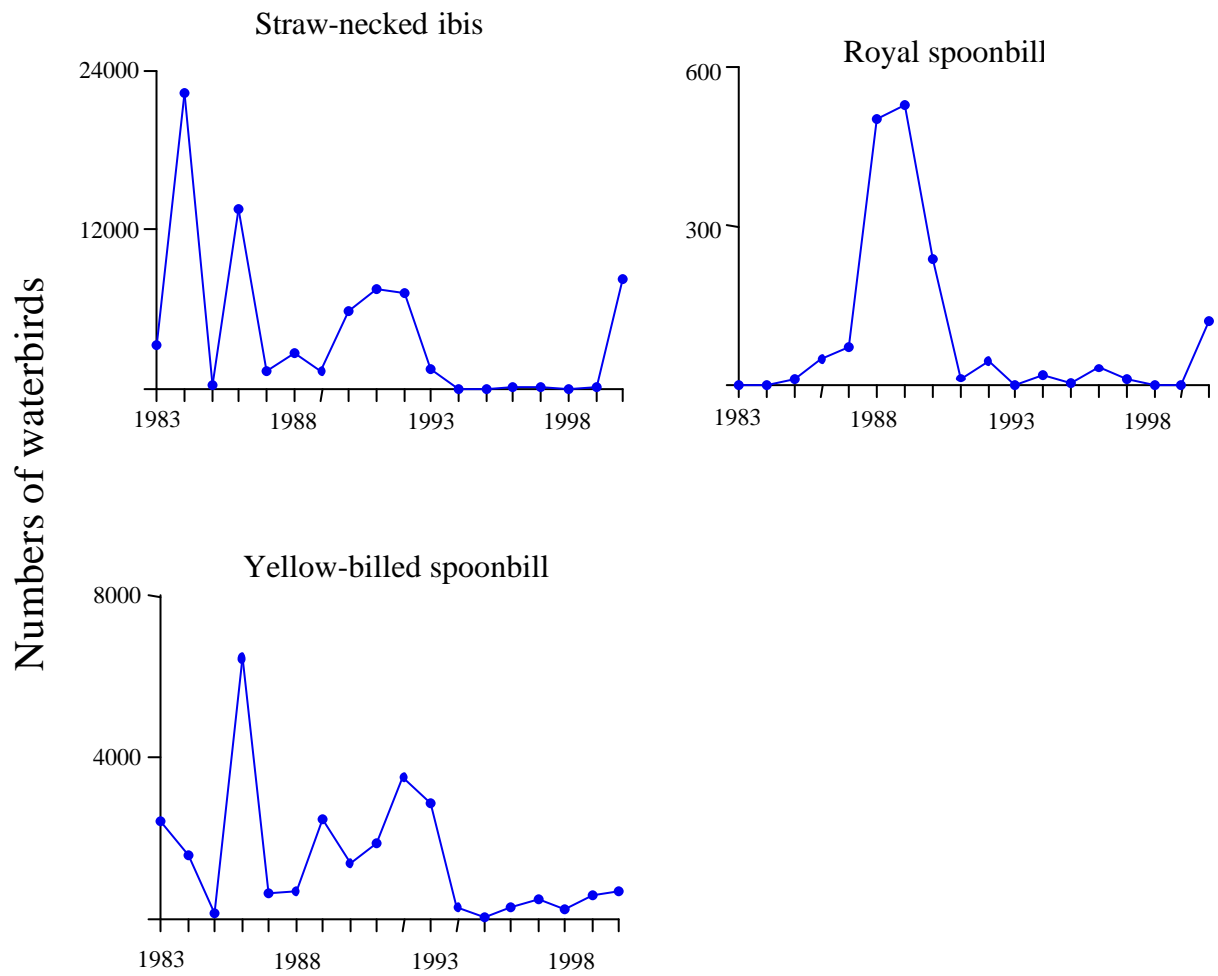 Straw-necked ibis
24000
12000
1983 1988 1993 1998
Royal spoonbill
600
300
1983 1988 1993 1998
Numbers of waterbirds
Yellow-billed spoonbill
8000
4000
1983 1988 1993 1998